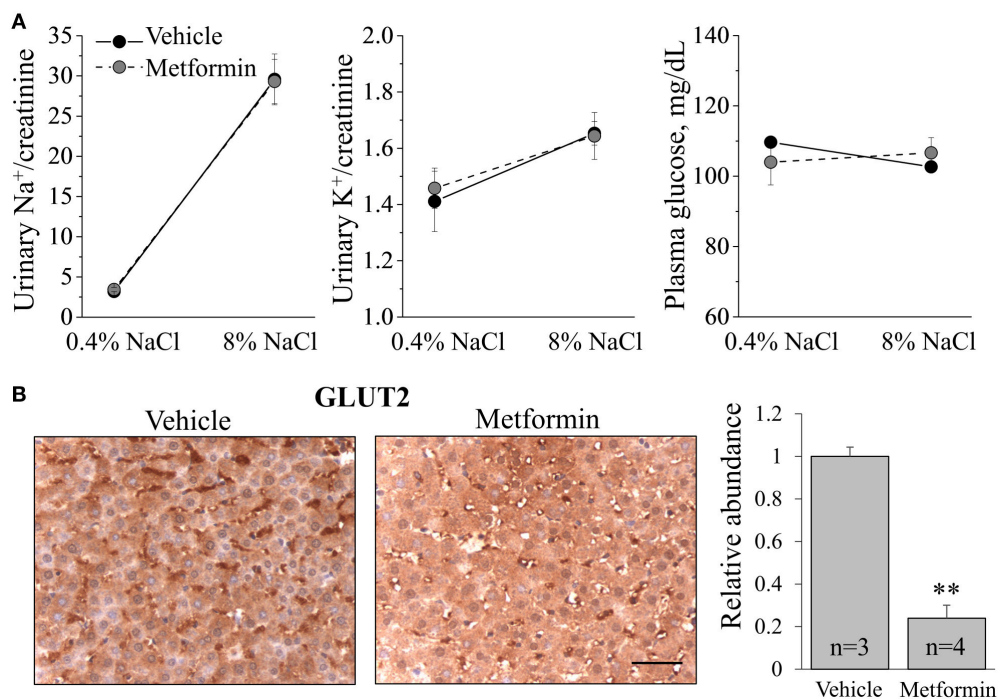 A
Urinary Na⁺/creatinine
35
30
25
20
15
10
5
0
Vehicle
Metformin
0.4% NaCl 8% NaCl
Urinary K⁺/creatinine
2.0
1.8
1.6
1.4
1.2
1.0
0.4% NaCl 8% NaCl
Plasma glucose, mg/dL
140
120
100
80
60
0.4% NaCl 8% NaCl
B
GLUT2
Vehicle Metformin
Relative abundance
1.2
1
0.8
0.6
0.4
0.2
0
**
n=3 n=4
Vehicle Metformin